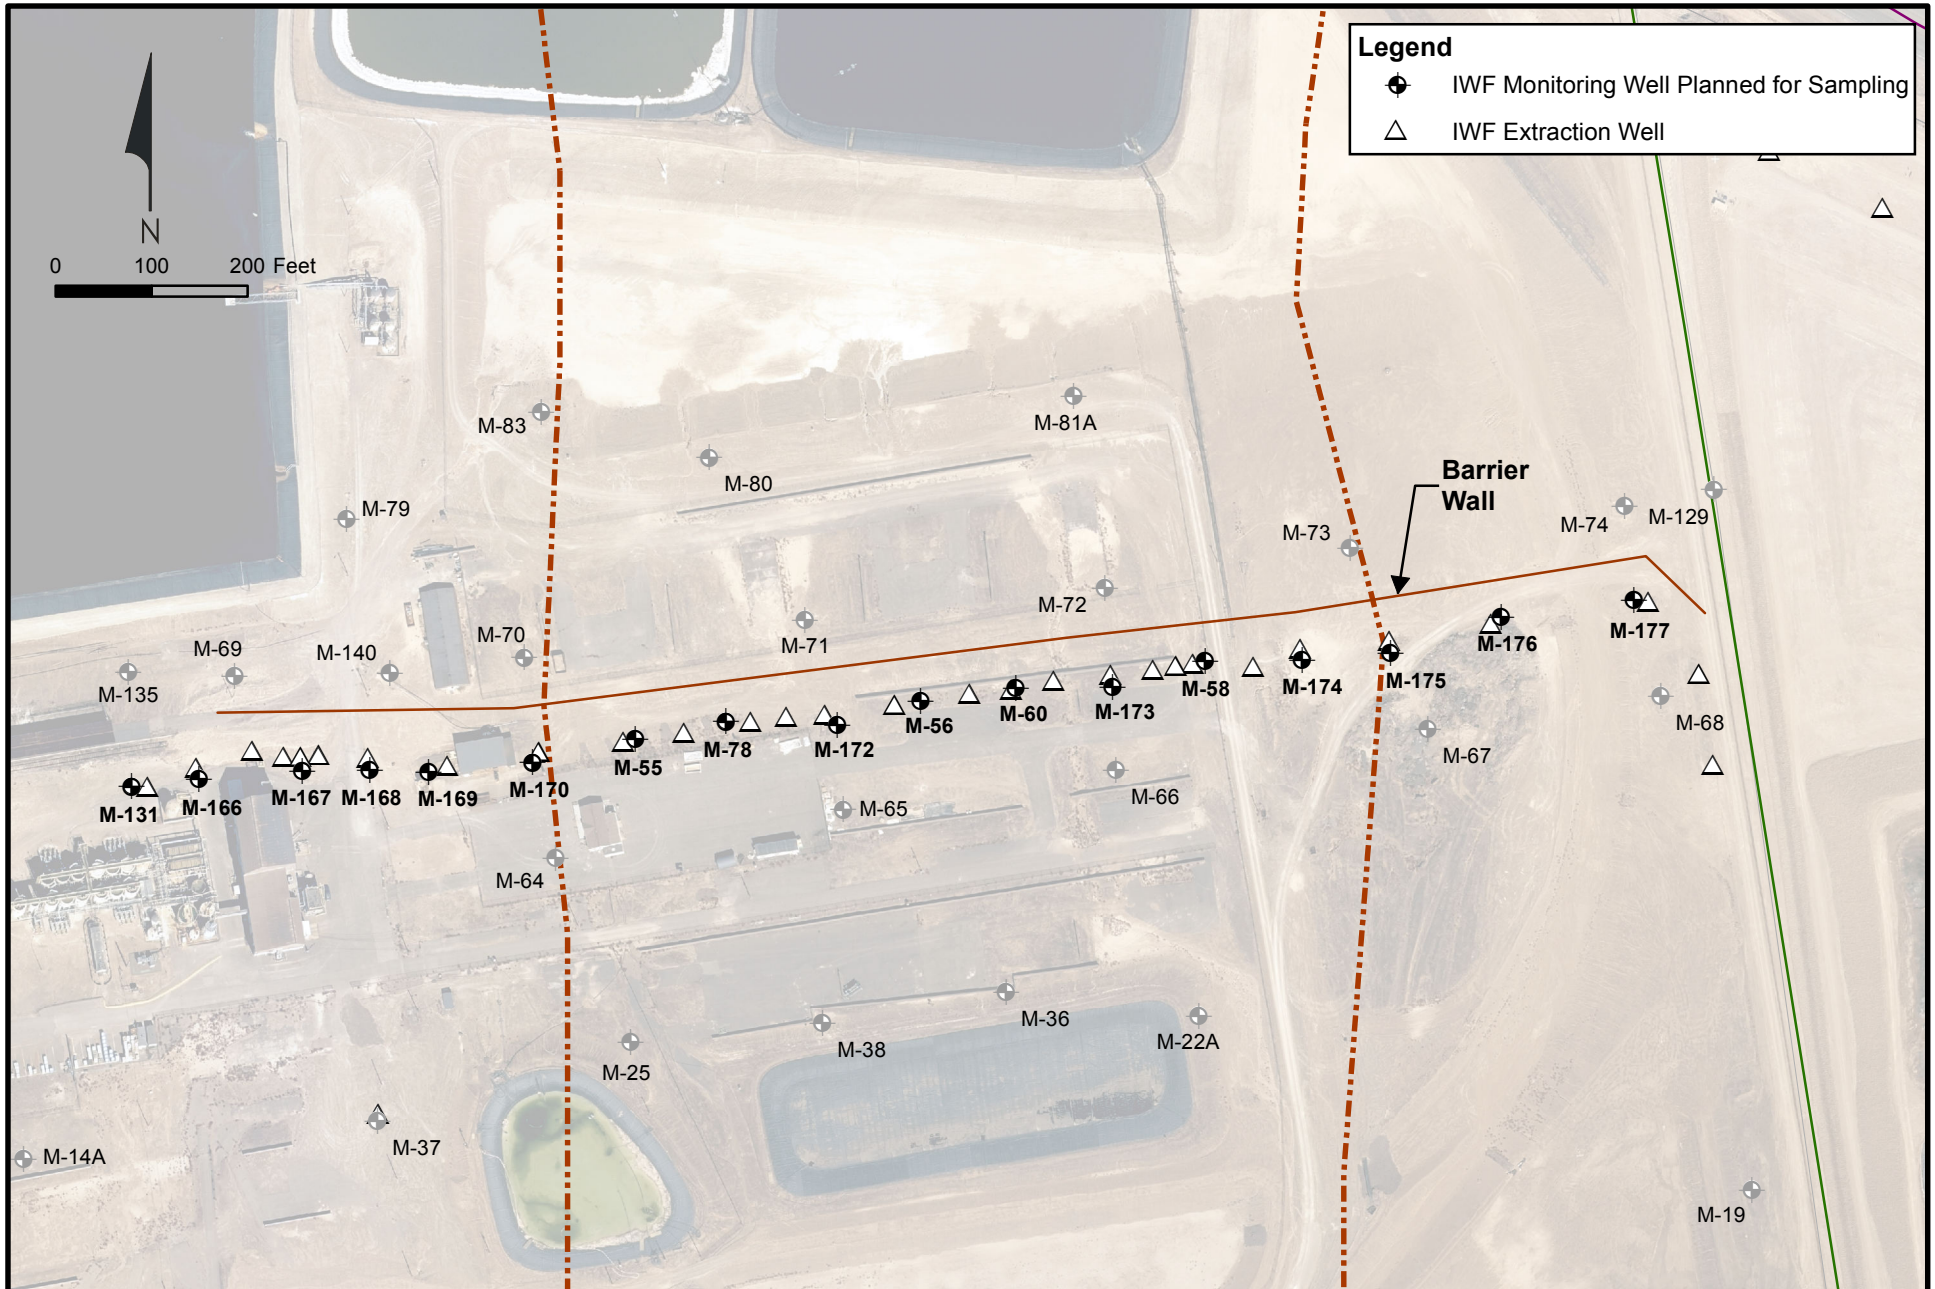 Legend
IWF Monitoring Well Planned for Sampling
IWF Extraction Well
N
0 100 200 Feet
M-83
M-81A
M-80
Barrier
Wall
M-79
M-74
M-129
M-73
M-72
M-71
M-70
M-69
M-140
M-135
M-177
M-176
M-175
M-174
M-58
M-173
M-60
M-56
M-172
M-78
M-55
M-170
M-169
M-168
M-167
M-166
M-131
M-68
M-67
M-66
M-65
M-64
M-36
M-22A
M-38
M-25
M-37
M-14A
M-19